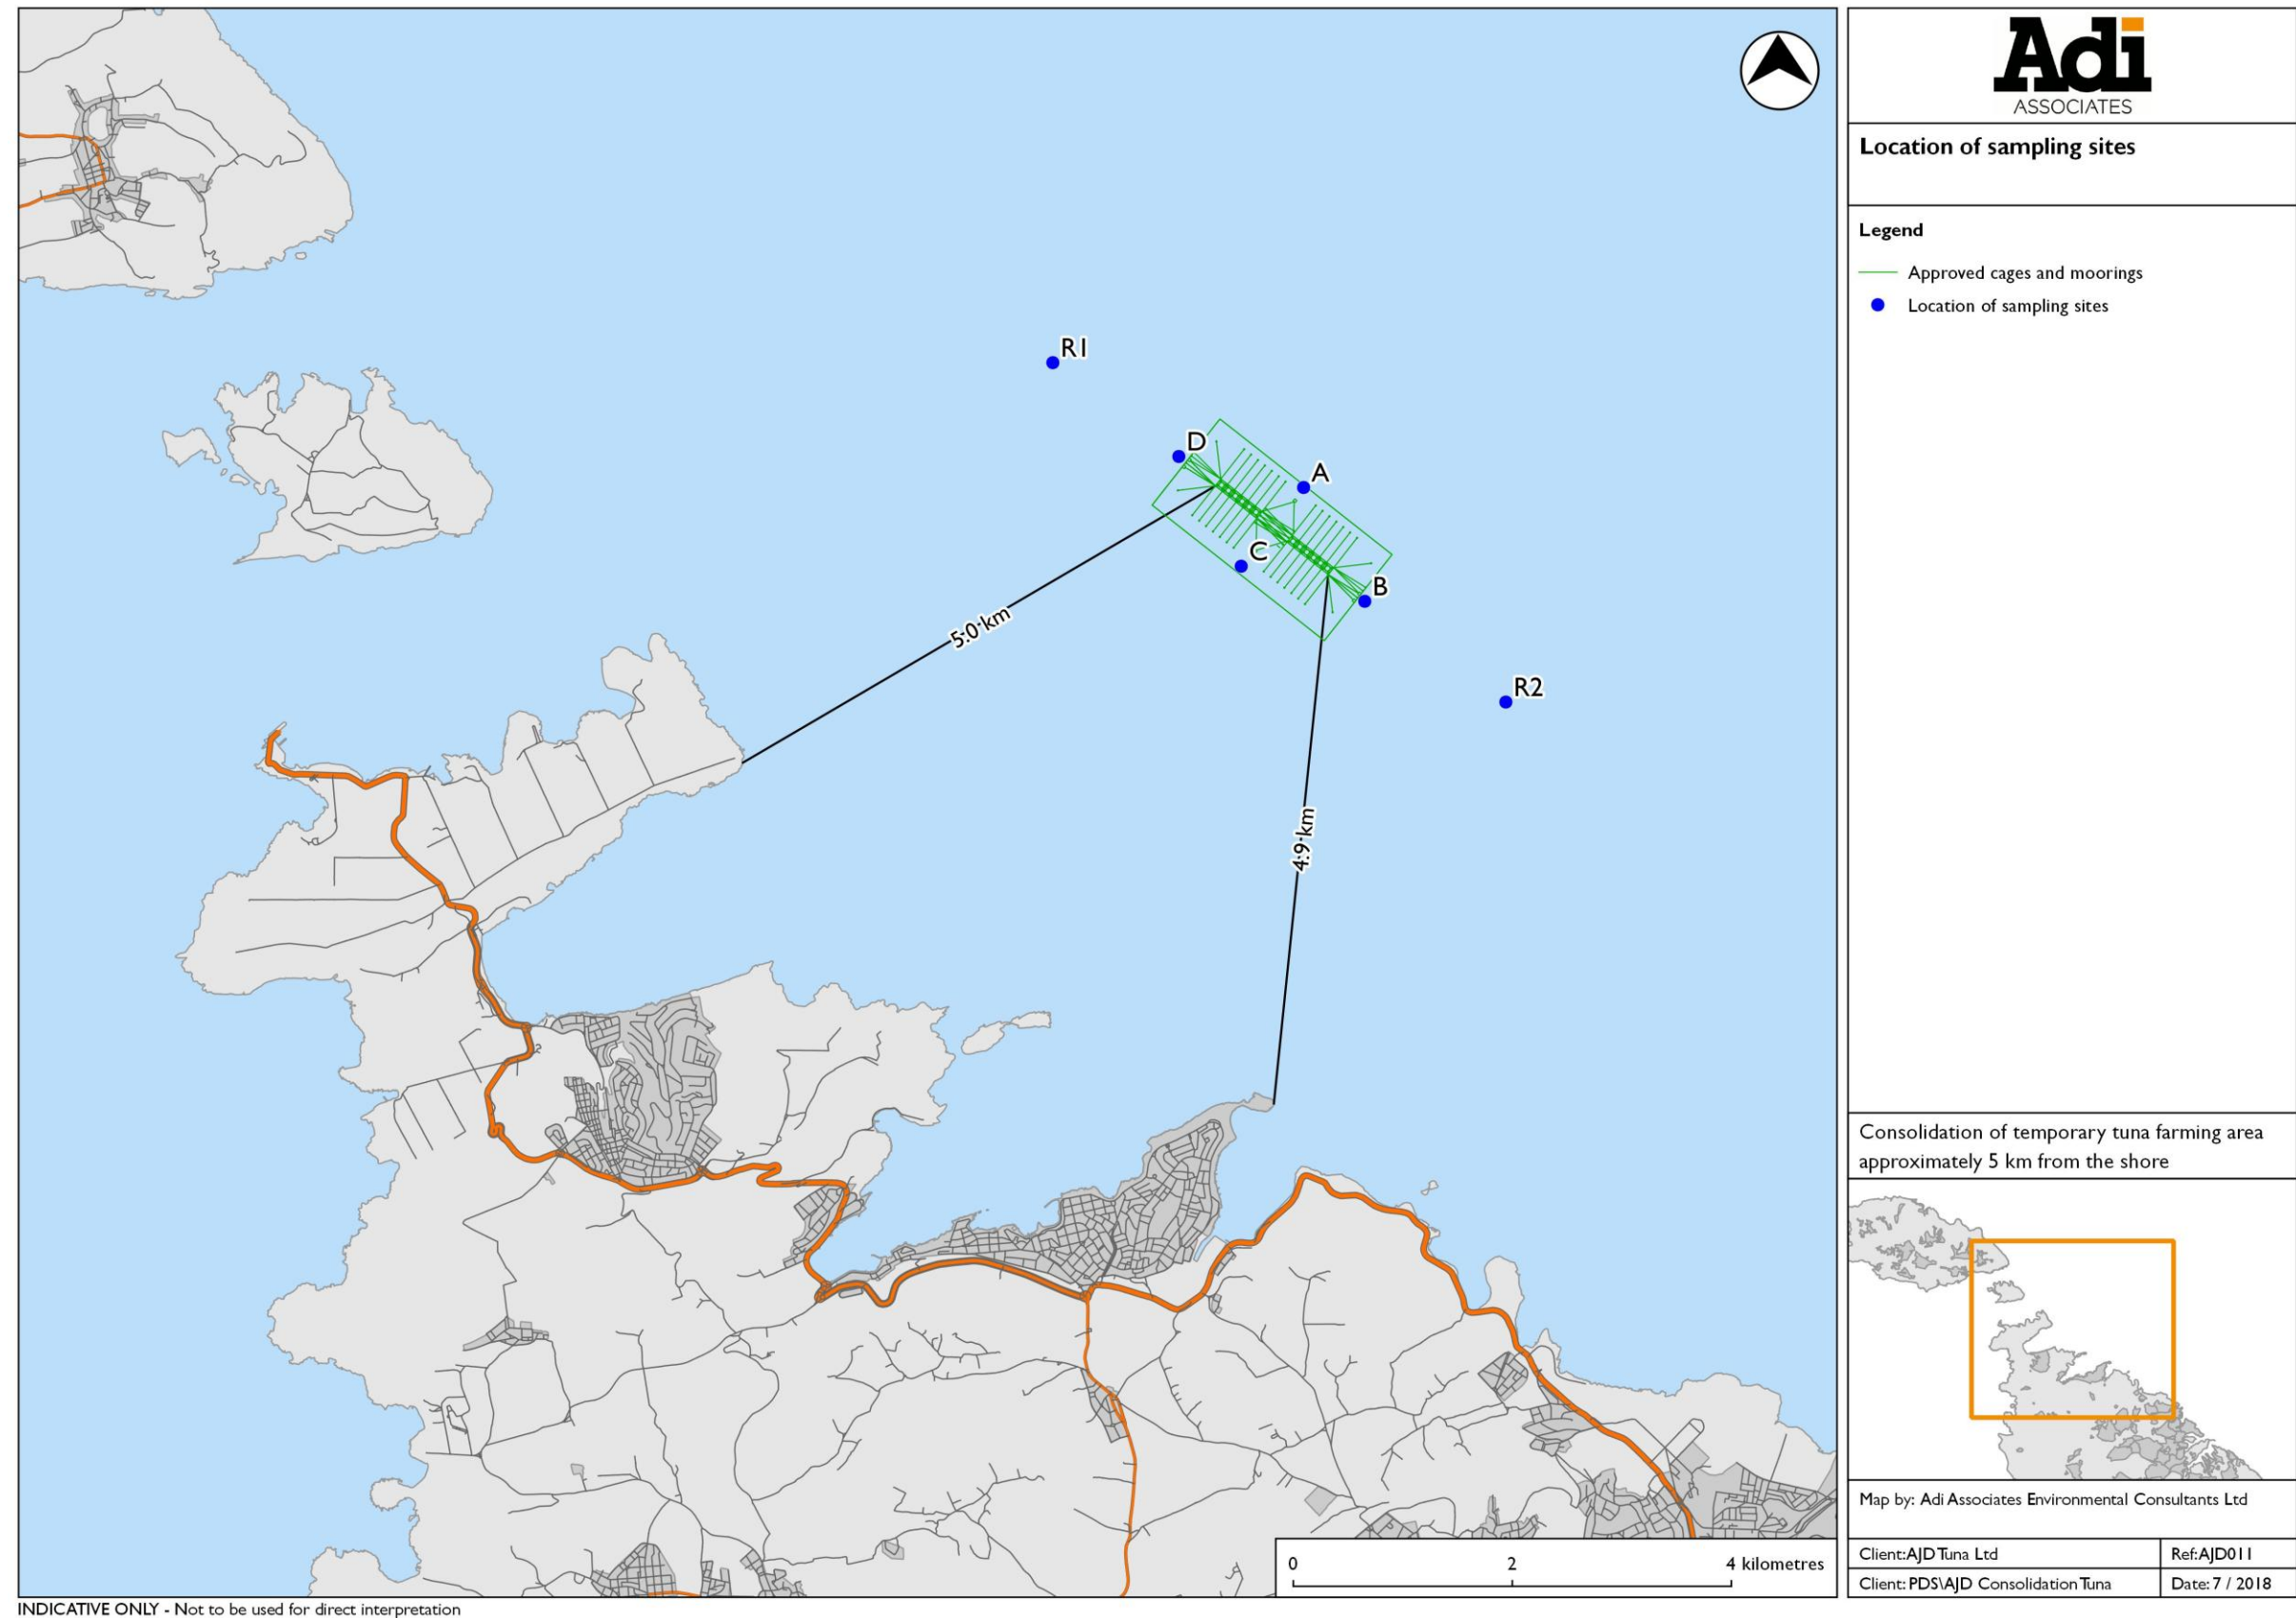 Adi
ASSOCIATES
Location of sampling sites
Legend
Approved cages and moorings
Location of sampling sites
R1
D
A
C
B
5.0 km
R2
4.9 km
Consolidation of temporary tuna farming area
approximately 5 km from the shore
Map by: Adi Associates Environmental Consultants Ltd
0 2 4 kilometres
Client:AJD Tuna Ltd Ref:AJD011
Client: PDS\AJD Consolidation Tuna Date: 7 / 2018
INDICATIVE ONLY - Not to be used for direct interpretation